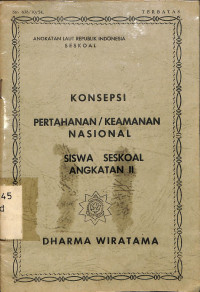 TERBATAS
ANGKATAN LAUT REPUBLIK INDONESIA
SESKOAL
KONSEPSI
PERTAHANAN / KEAMANAN
NASIONAL
SISWA SESKOAL
ANGKATAN II
45
d
DHARMA WIRATAMA